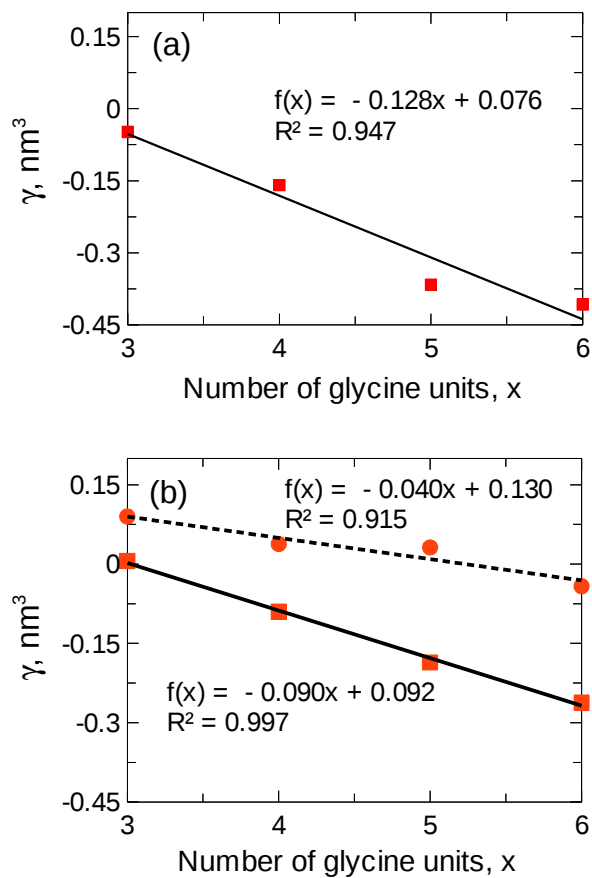 (a)
f(x) = - 0.128x + 0.076
R² = 0.947
γ, nm³
0.15
0
-0.15
-0.3
-0.45
3 4 5 6
Number of glycine units, x
(b)
f(x) = - 0.040x + 0.130
R² = 0.915
γ, nm³
0.15
0
-0.15
-0.3
-0.45
f(x) = - 0.090x + 0.092
R² = 0.997
3 4 5 6
Number of glycine units, x